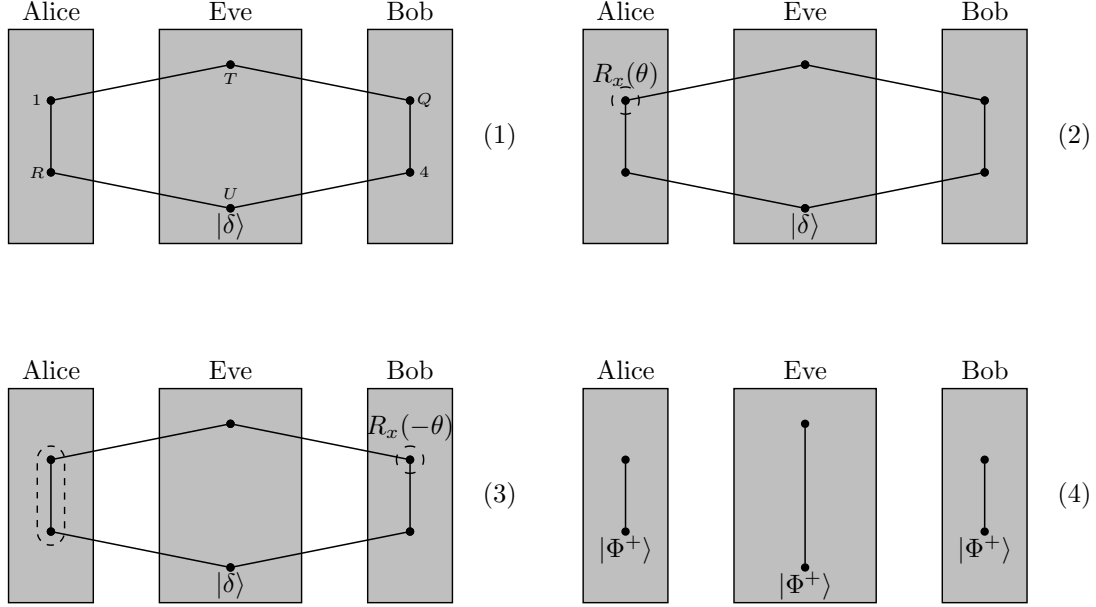 Alice Eve Bob
T
1 Q
R 4
U
|δ⟩
(1)
Alice Eve Bob
R_x(θ)
|δ⟩
(2)
Alice Eve Bob
R_x(−θ)
|δ⟩
(3)
Alice Eve Bob
|Φ⁺⟩ |Φ⁺⟩
|Φ⁺⟩
(4)